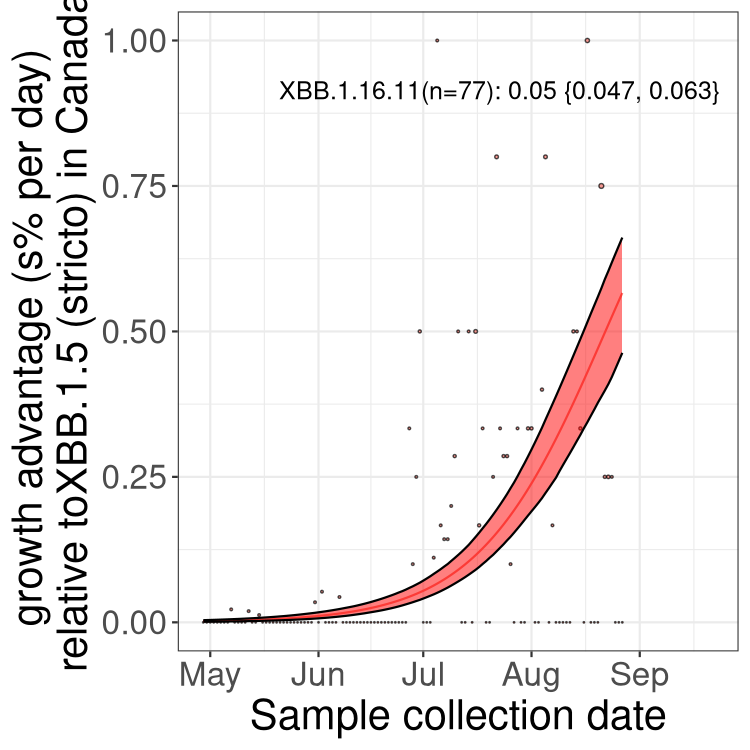 growth advantage (s% per day)
relative toXBB.1.5 (stricto) in Canada
1.00
0.75
0.50
0.25
0.00
XBB.1.16.11(n=77): 0.05 {0.047, 0.063}
May Jun Jul Aug Sep
Sample collection date